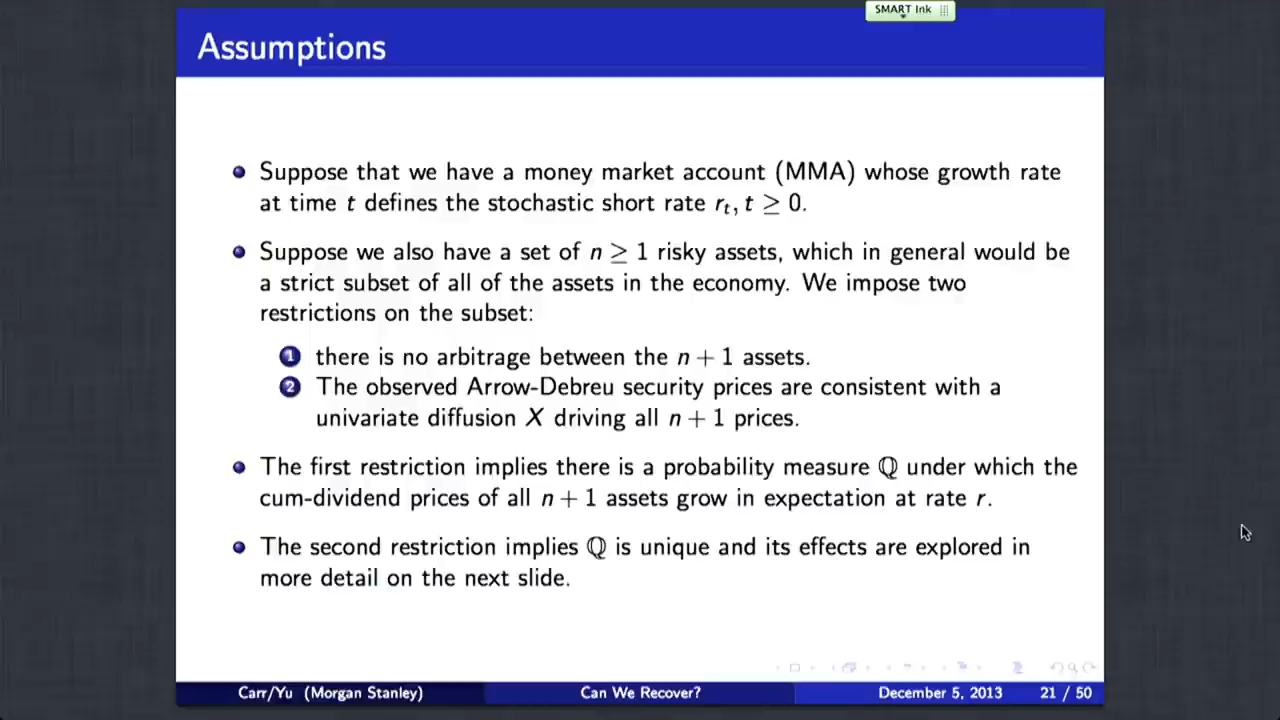 SMART Ink
Assumptions
Suppose that we have a money market account (MMA) whose growth rate
at time t defines the stochastic short rate rₜ, t ≥ 0.
Suppose we also have a set of n ≥ 1 risky assets, which in general would be
a strict subset of all of the assets in the economy. We impose two
restrictions on the subset:
1 there is no arbitrage between the n + 1 assets.
2 The observed Arrow-Debreu security prices are consistent with a
univariate diffusion X driving all n + 1 prices.
The first restriction implies there is a probability measure ℚ under which the
cum-dividend prices of all n + 1 assets grow in expectation at rate r.
The second restriction implies ℚ is unique and its effects are explored in
more detail on the next slide.
Carr/Yu (Morgan Stanley) Can We Recover? December 5, 2013 21 / 50